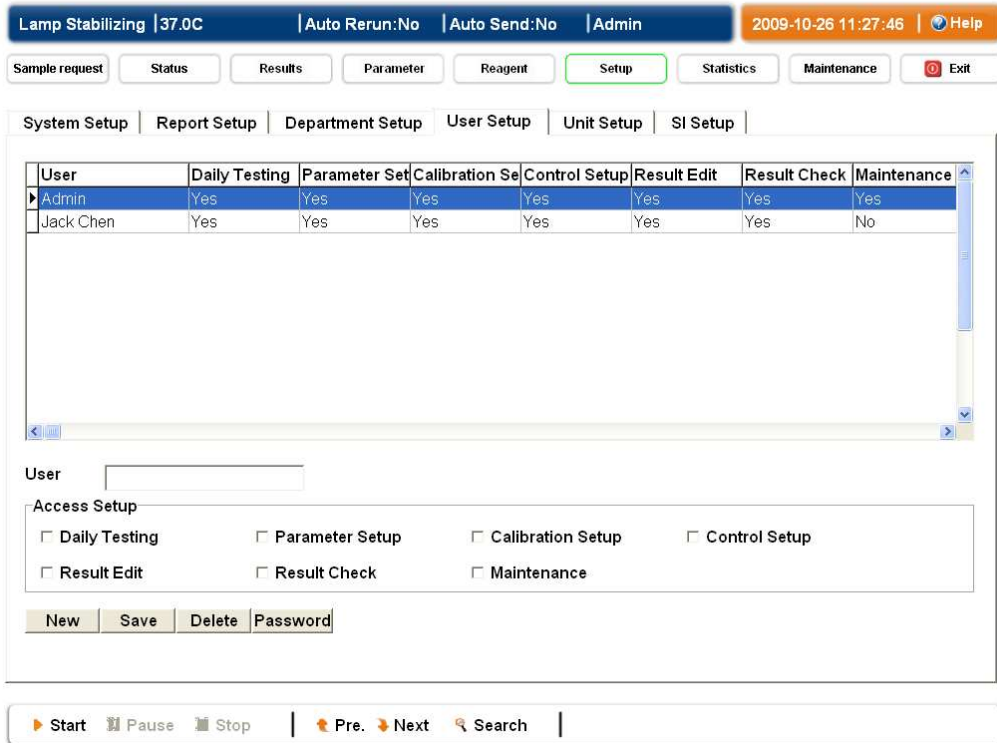 Lamp Stabilizing |37.0C |Auto Rerun:No |Auto Send:No |Admin 2009-10-26 11:27:46 | Help
Sample request Status Results Parameter Reagent Setup Statistics Maintenance Exit
System Setup | Report Setup | Department Setup User Setup | Unit Setup | SI Setup |
User Daily Testing Parameter Set Calibration Se Control Setup Result Edit Result Check Maintenance
Admin Yes Yes Yes Yes Yes Yes Yes
Jack Chen Yes Yes Yes Yes Yes Yes No
User
Access Setup
Daily Testing Parameter Setup Calibration Setup Control Setup
Result Edit Result Check Maintenance
New Save Delete Password
Start Pause Stop | Pre. Next Search |